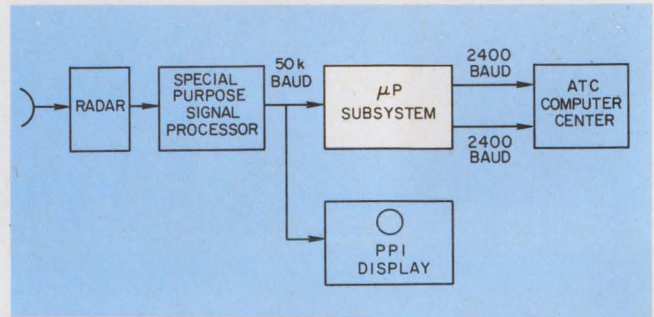 RADAR
SPECIAL
PURPOSE
SIGNAL
PROCESSOR
50k
BAUD
μP
SUBSYSTEM
2400
BAUD
2400
BAUD
ATC
COMPUTER
CENTER
PPI
DISPLAY